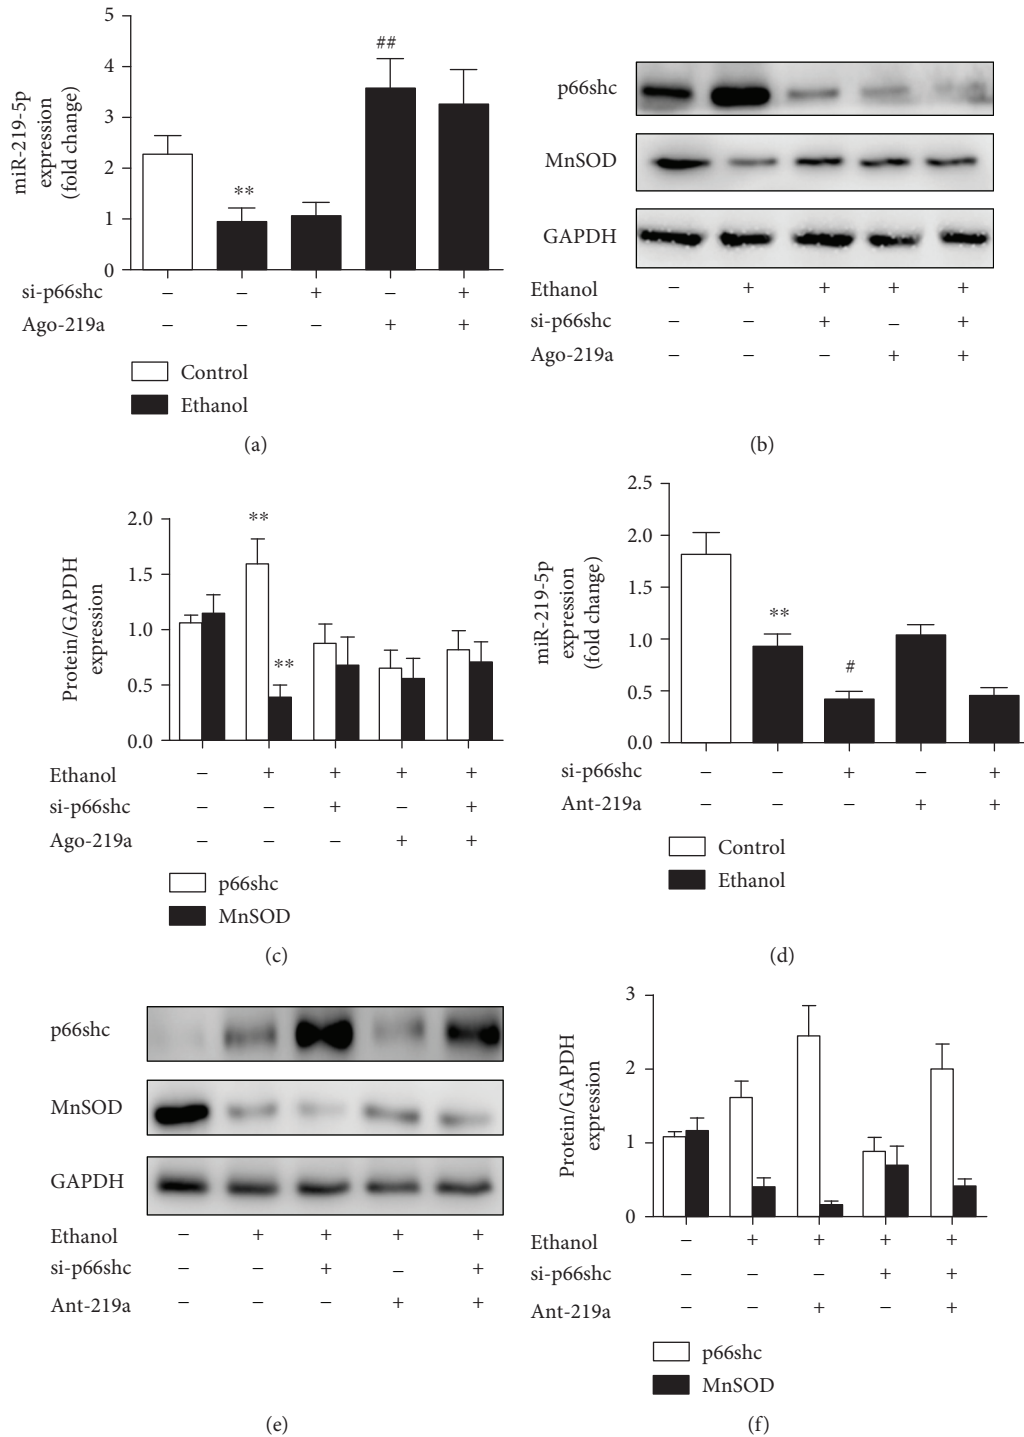 5
4
3
2
1
0
miR-219-5p
expression
(fold change)
**
##
si-p66shc – – + – +
Ago-219a – – – + +
Control
Ethanol
(a)
p66shc
MnSOD
GAPDH
Ethanol – + + + +
si-p66shc – – + – +
Ago-219a – – – + +
(b)
2.0
1.5
1.0
0.5
0.0
Protein/GAPDH
expression
**
**
Ethanol – + + + +
si-p66shc – – + – +
Ago-219a – – – + +
p66shc
MnSOD
(c)
2.5
2.0
1.5
1.0
0.5
0.0
miR-219-5p
expression
(fold change)
**
#
si-p66shc – – + – +
Ant-219a – – – + +
Control
Ethanol
(d)
p66shc
MnSOD
GAPDH
Ethanol – + + + +
si-p66shc – – + – +
Ant-219a – – – + +
(e)
3
2
1
0
Protein/GAPDH
expression
Ethanol – + + + +
si-p66shc – – – + +
Ant-219a – – + – +
p66shc
MnSOD
(f)